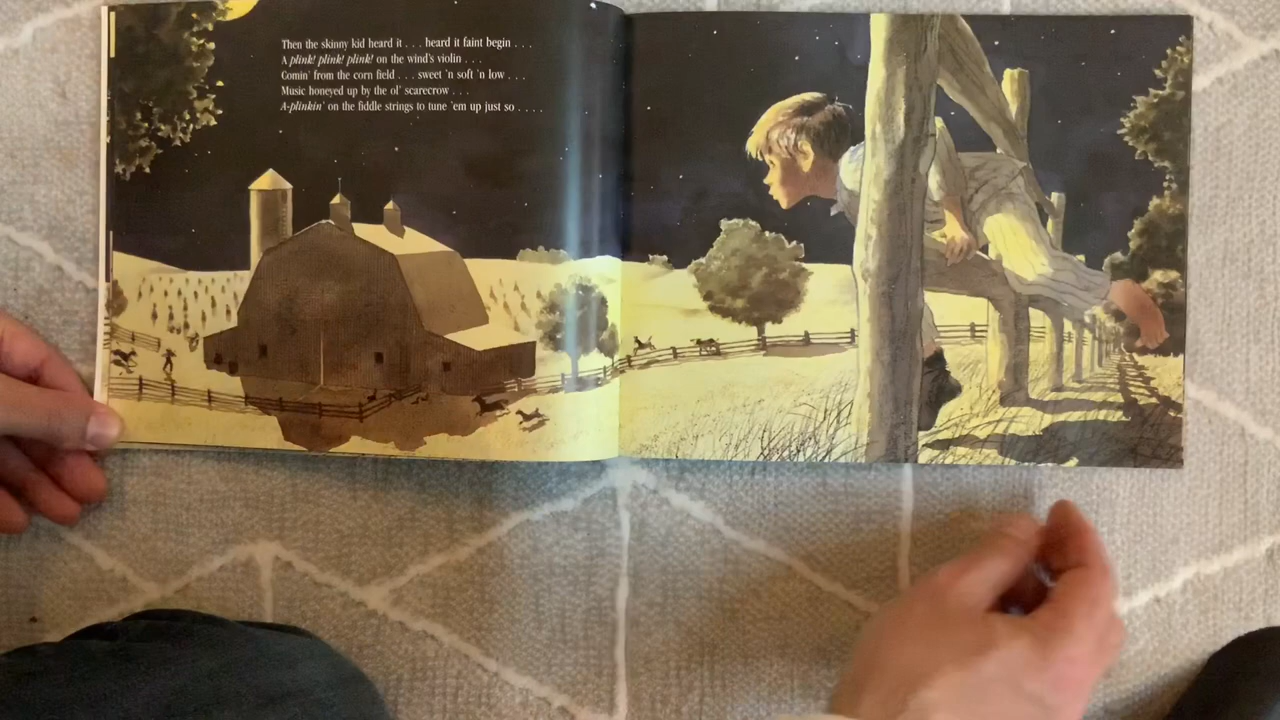 Then the skinny kid heard it . . . heard it faint begin . . .
A plink! plink! plink! on the wind's violin . . .
Comin' from the corn field . . . sweet 'n soft 'n low . . .
Music honeyed up by the ol' scarecrow . . .
A-plinkin' on the fiddle strings to tune 'em up just so . . . .